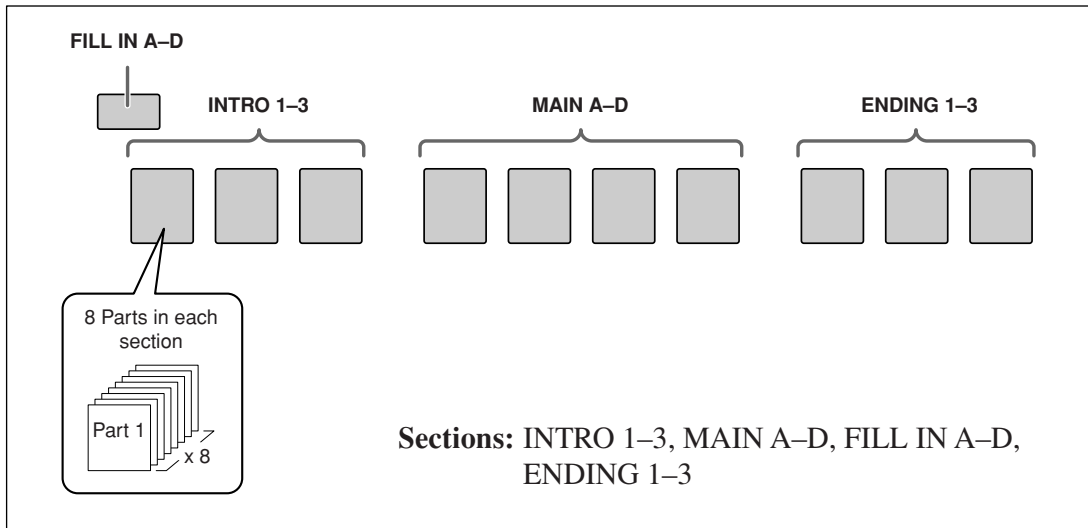 FILL IN A–D
INTRO 1–3
MAIN A–D
ENDING 1–3
8 Parts in each
section
Part 1
x 8
Sections: INTRO 1–3, MAIN A–D, FILL IN A–D,
ENDING 1–3